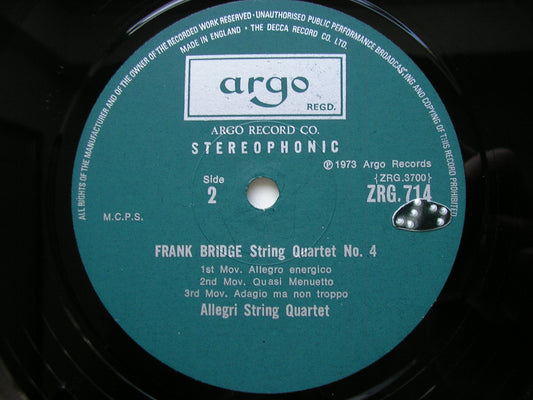 ALL RIGHTS OF THE MANUFACTURER AND OF THE OWNER OF THE RECORDED WORK RESERVED · UNAUTHORISED PUBLIC PERFORMANCE BROADCASTING AND COPYING OF THIS RECORD PROHIBITED
MADE IN ENGLAND · THE DECCA RECORD CO. LTD.
argo
REGD.
ARGO RECORD CO.
STEREOPHONIC
Side
2
℗ 1973 Argo Records
{ZRG.3700}
ZRG.714
M.C.P.S.
FRANK BRIDGE String Quartet No. 4
1st Mov. Allegro energico
2nd Mov. Quasi Menuetto
3rd Mov. Adagio ma non troppo
Allegri String Quartet